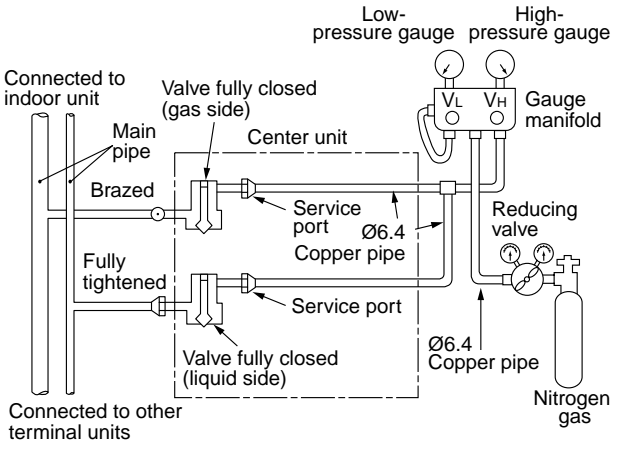 Low-
pressure gauge
High-
pressure gauge
Connected to
indoor unit
Valve fully closed
(gas side)
VL
VH
Gauge
manifold
Main
pipe
Center unit
Brazed
Service
port
Ø6.4
Copper pipe
Reducing
valve
Fully
tightened
Service port
Ø6.4
Copper pipe
Valve fully closed
(liquid side)
Nitrogen
gas
Connected to other
terminal units